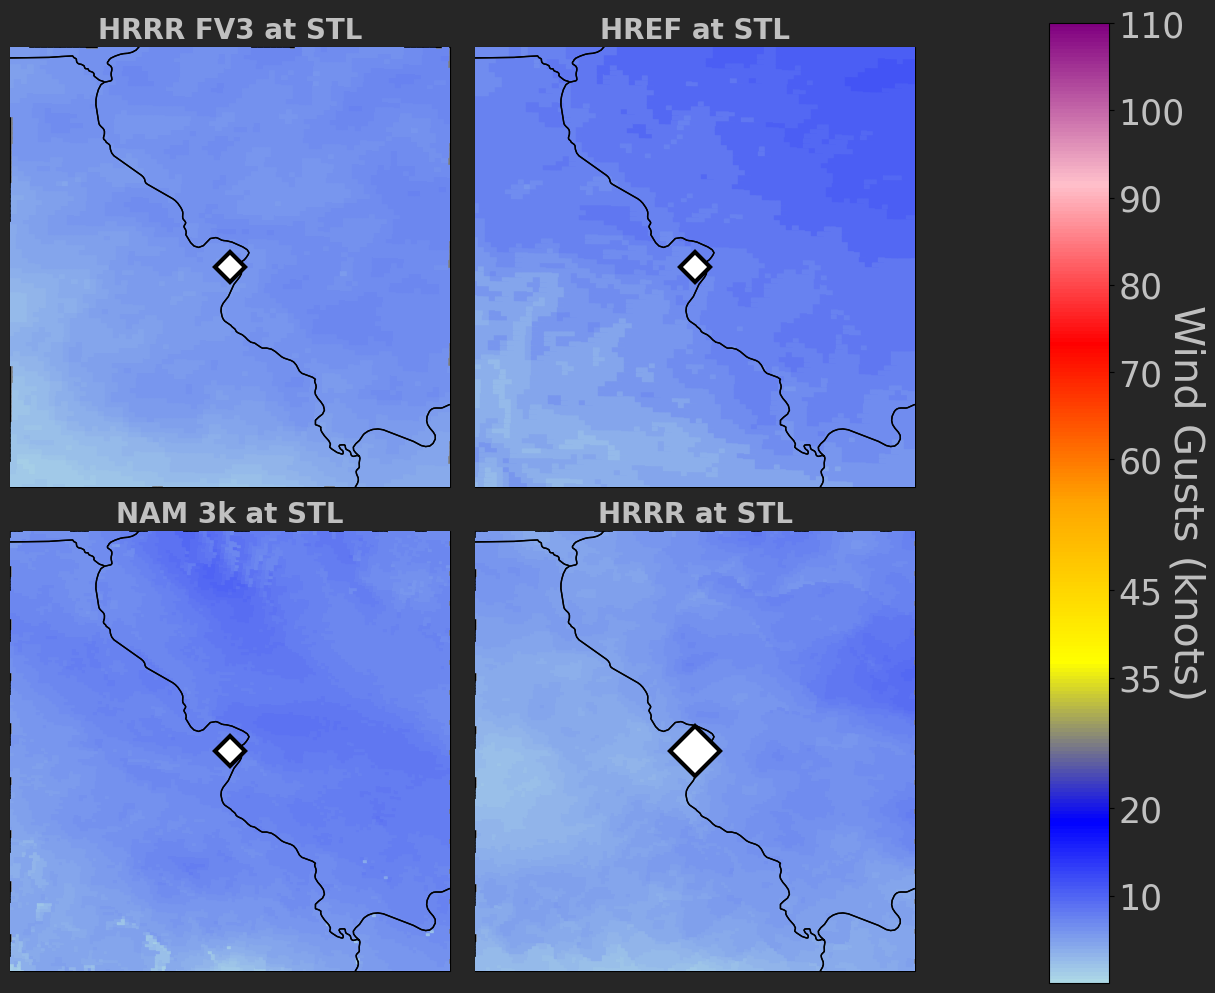 HRRR FV3 at STL
HREF at STL
NAM 3k at STL
HRRR at STL
110
100
90
80
70
60
45
35
20
10
Wind Gusts (knots)